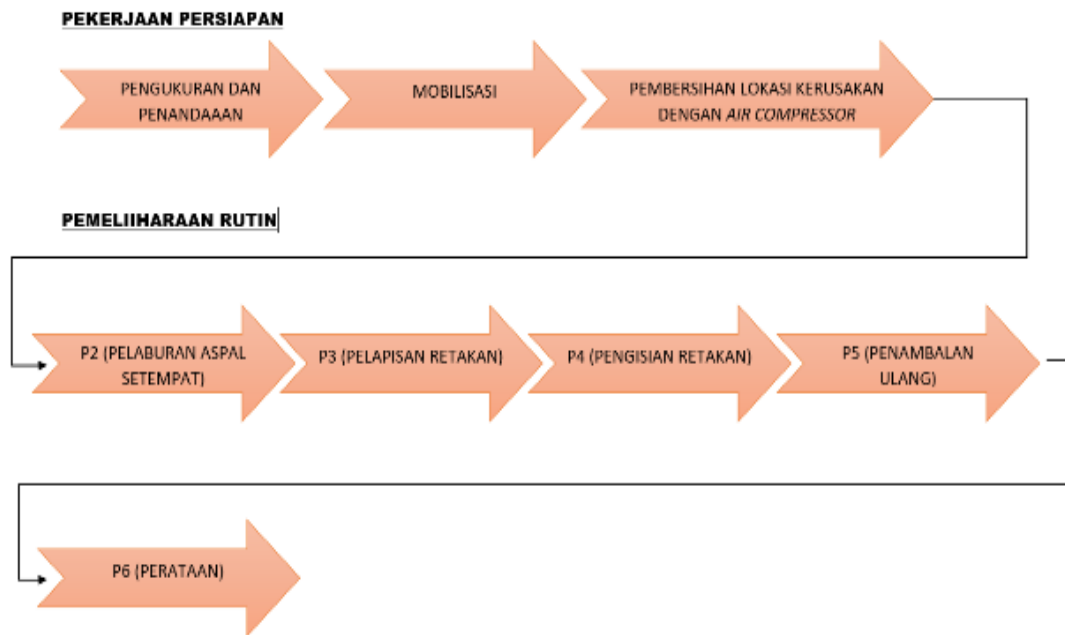 PEKERJAAN PERSIAPAN
PENGUKURAN DAN
PENANDAAAN
MOBILISASI
PEMBERSIHAN LOKASI KERUSAKAN
DENGAN AIR COMPRESSOR
PEMELIIHARAAN RUTIN
P2 (PELABURAN ASPAL
SETEMPAT)
P3 (PELAPISAN RETAKAN)
P4 (PENGISIAN RETAKAN)
P5 (PENAMBALAN
ULANG)
P6 (PERATAAN)